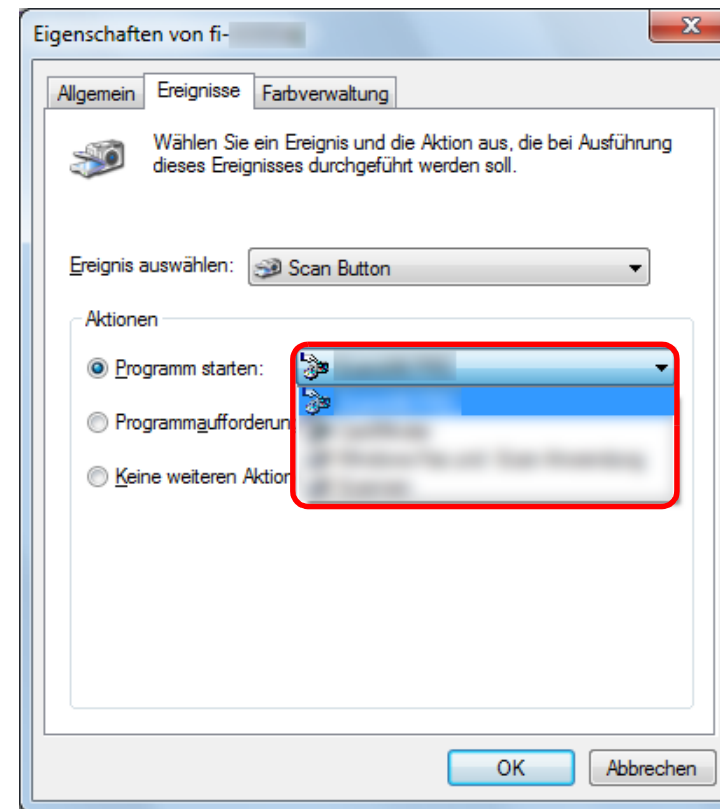 Eigenschaften von fi-
Allgemein Ereignisse Farbverwaltung
Wählen Sie ein Ereignis und die Aktion aus, die bei Ausführung
dieses Ereignisses durchgeführt werden soll.
Ereignis auswählen: Scan Button
Aktionen
Programm starten:
Programmaufforderun
Keine weiteren Aktion
OK Abbrechen